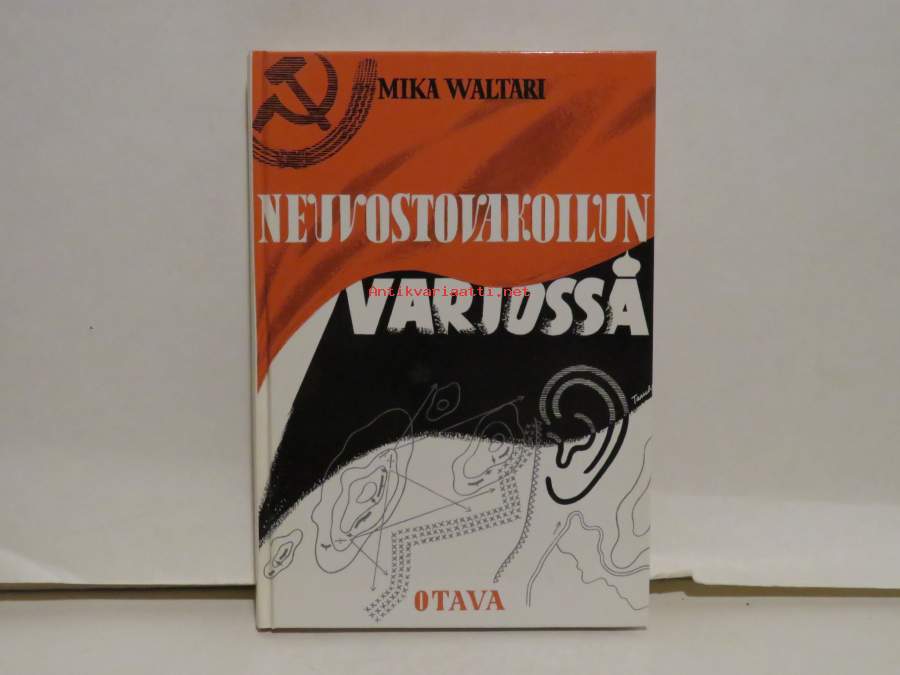 MIKA WALTARI
NEUVOSTOVAKOILUN
VARJOSSA
Antikvariaatti.net
OTAVA